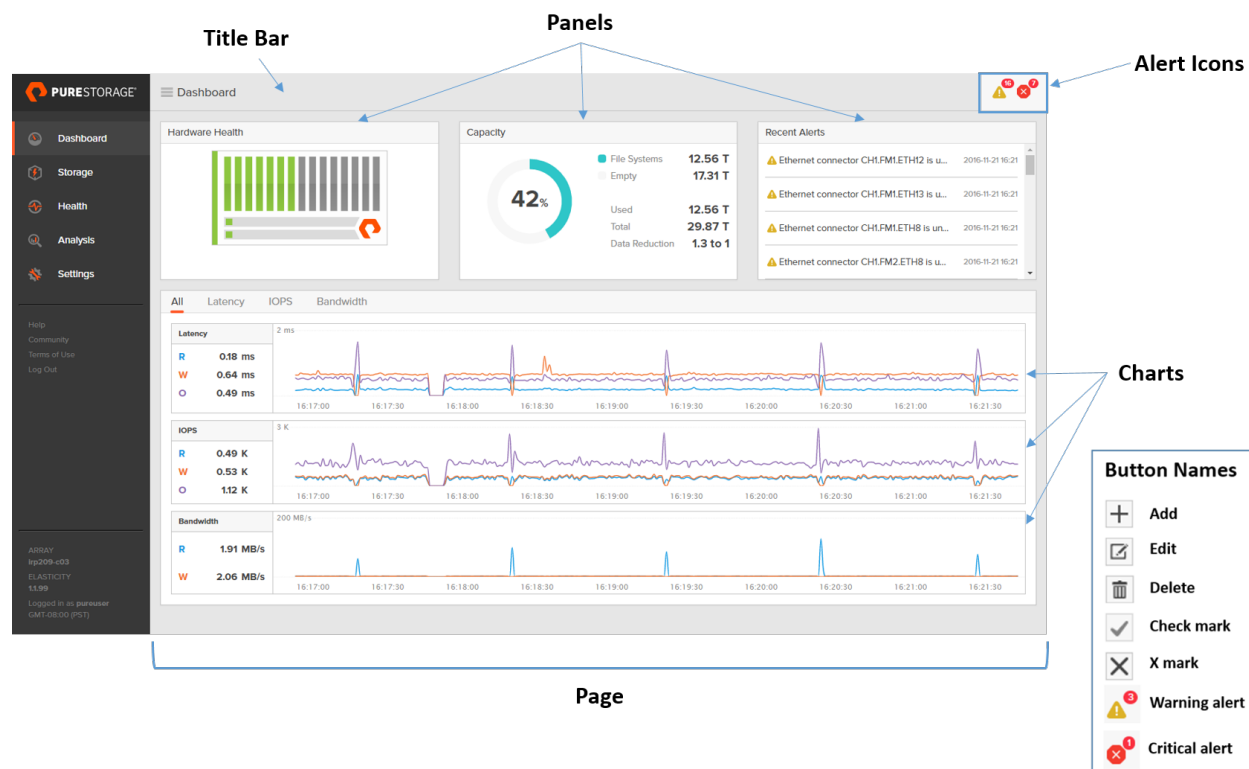 Panels
Title Bar
Alert Icons
PURESTORAGE
Dashboard
16
7
Dashboard
Storage
Health
Analysis
Settings
Help
Community
Terms of Use
Log Out
ARRAY
irp209-c03
ELASTICITY
1.1.99
Logged in as pureuser
GMT-08:00 (PST)
Hardware Health
Capacity
42%
File Systems 12.56 T
Empty 17.31 T
Used 12.56 T
Total 29.87 T
Data Reduction 1.3 to 1
Recent Alerts
Ethernet connector CH1.FM1.ETH12 is u... 2016-11-21 16:21
Ethernet connector CH1.FM1.ETH13 is u... 2016-11-21 16:21
Ethernet connector CH1.FM1.ETH8 is un... 2016-11-21 16:21
Ethernet connector CH1.FM2.ETH8 is u... 2016-11-21 16:21
All Latency IOPS Bandwidth
Latency
R 0.18 ms
W 0.64 ms
O 0.49 ms
2 ms
16:17:00 16:17:30 16:18:00 16:18:30 16:19:00 16:19:30 16:20:00 16:20:30 16:21:00 16:21:30
IOPS
R 0.49 K
W 0.53 K
O 1.12 K
3 K
16:17:00 16:17:30 16:18:00 16:18:30 16:19:00 16:19:30 16:20:00 16:20:30 16:21:00 16:21:30
Bandwidth
R 1.91 MB/s
W 2.06 MB/s
200 MB/s
16:17:00 16:17:30 16:18:00 16:18:30 16:19:00 16:19:30 16:20:00 16:20:30 16:21:00 16:21:30
Charts
Page
Button Names
Add
Edit
Delete
Check mark
X mark
3
Warning alert
1
Critical alert